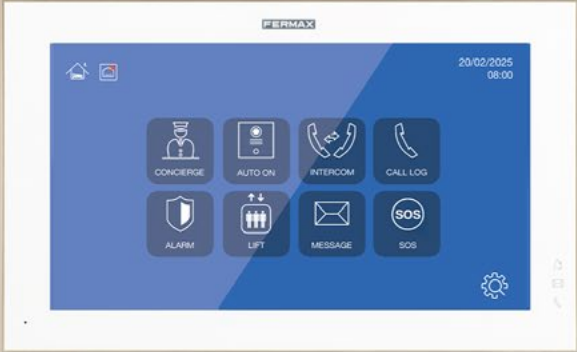 FERMAX
20/02/2025
08:00
CONCIERGE
AUTO ON
INTERCOM
CALL LOG
ALARM
LIFT
MESSAGE
SOS
SOS